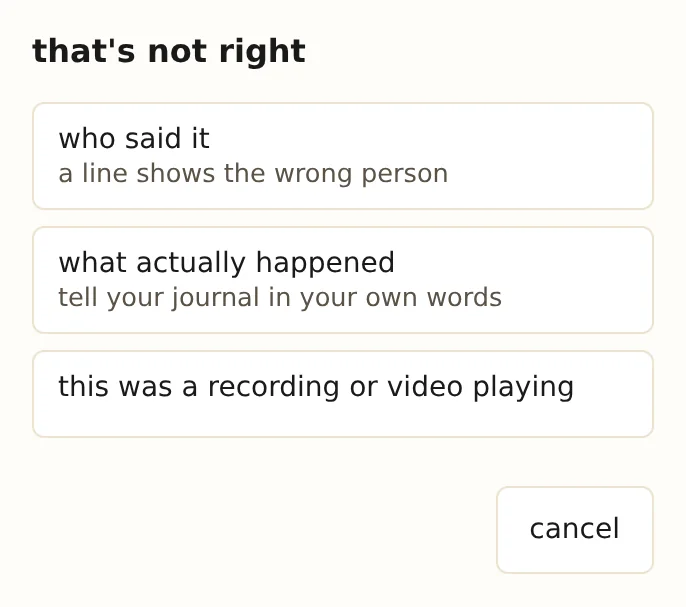 that's not right
who said it
a line shows the wrong person
what actually happened
tell your journal in your own words
this was a recording or video playing
cancel